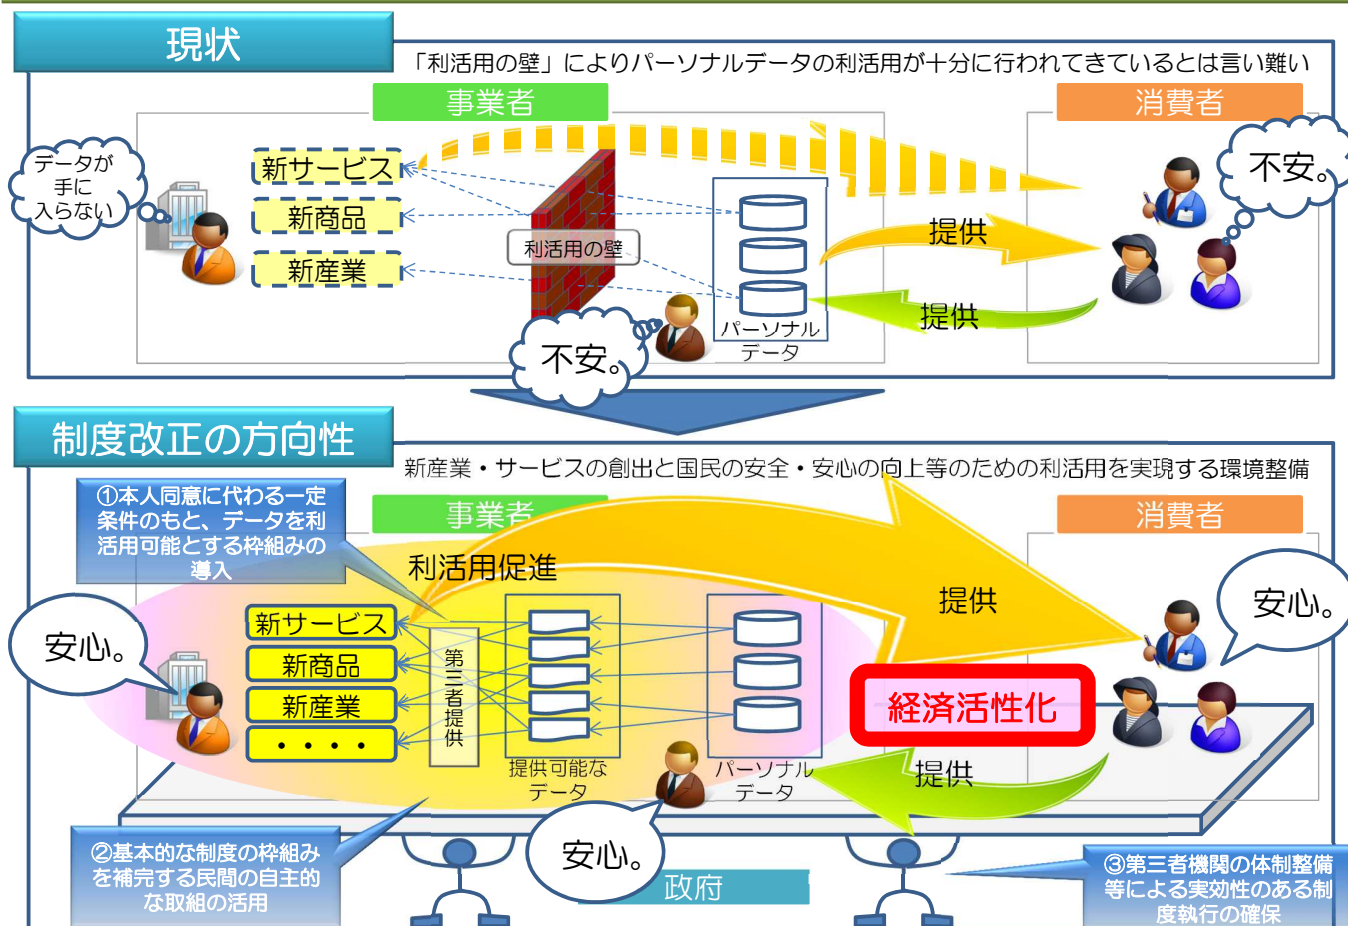 現状
「利活用の壁」によりパーソナルデータの利活用が十分に行われてきているとは言い難い
事業者
消費者
データが
手に
入らない
新サービス
新商品
新産業
利活用の壁
不安。
パーソナル
データ
提供
提供
不安。
制度改正の方向性
新産業・サービスの創出と国民の安全・安心の向上等のための利活用を実現する環境整備
①本人同意に代わる一定
条件のもと、データを利
活用可能とする枠組みの
導入
事業者
消費者
利活用促進
安心。
新サービス
新商品
新産業
・・・・
第三者提供
提供可能な
データ
パーソナル
データ
提供
経済活性化
提供
安心。
安心。
②基本的な制度の枠組み
を補完する民間の自主的
な取組の活用
政府
③第三者機関の体制整備
等による実効性のある制
度執行の確保